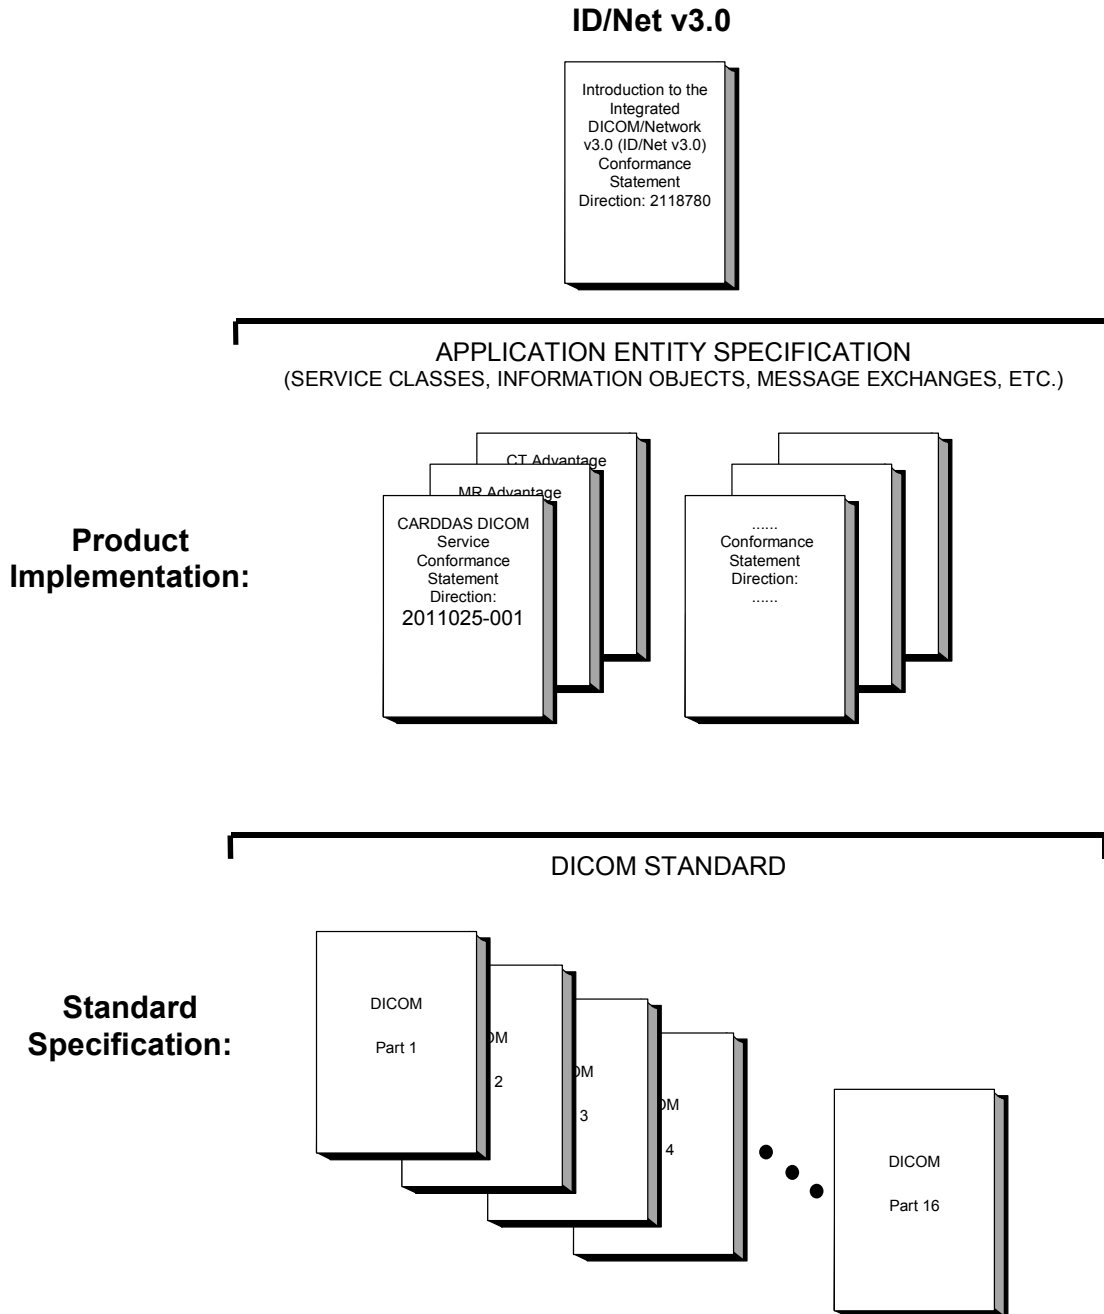 ID/Net v3.0
Introduction to the
Integrated
DICOM/Network
v3.0 (ID/Net v3.0)
Conformance
Statement
Direction: 2118780
APPLICATION ENTITY SPECIFICATION
(SERVICE CLASSES, INFORMATION OBJECTS, MESSAGE EXCHANGES, ETC.)
Product
Implementation:
CT Advantage
MR Advantage
CARDDAS DICOM
Service
Conformance
Statement
Direction:
2011025-001
......
Conformance
Statement
Direction:
......
DICOM STANDARD
Standard
Specification:
DICOM
Part 1
OM
2
OM
3
OM
4
DICOM
Part 16